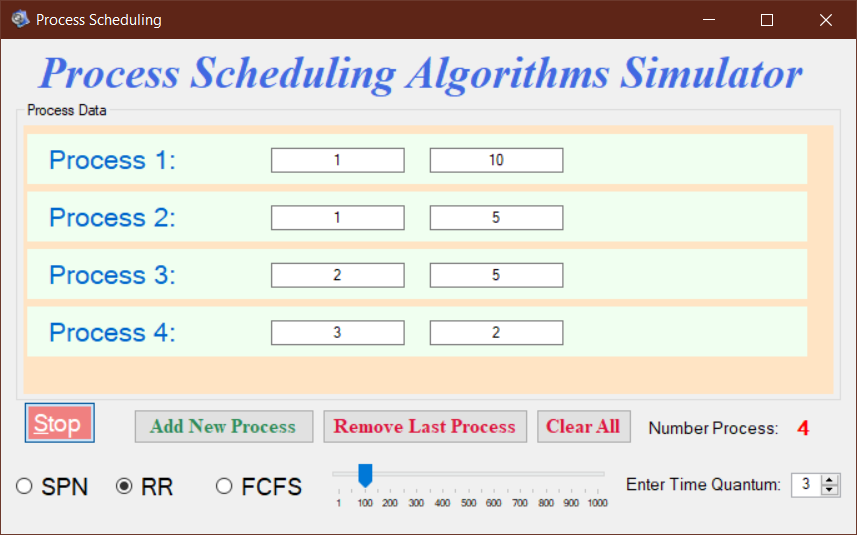 Process Scheduling
Process Scheduling Algorithms Simulator
Process Data
Process 1: 1 10
Process 2: 1 5
Process 3: 2 5
Process 4: 3 2
Stop Add New Process Remove Last Process Clear All Number Process: 4
SPN RR FCFS Enter Time Quantum: 3
1 100 200 300 400 500 600 700 800 900 1000